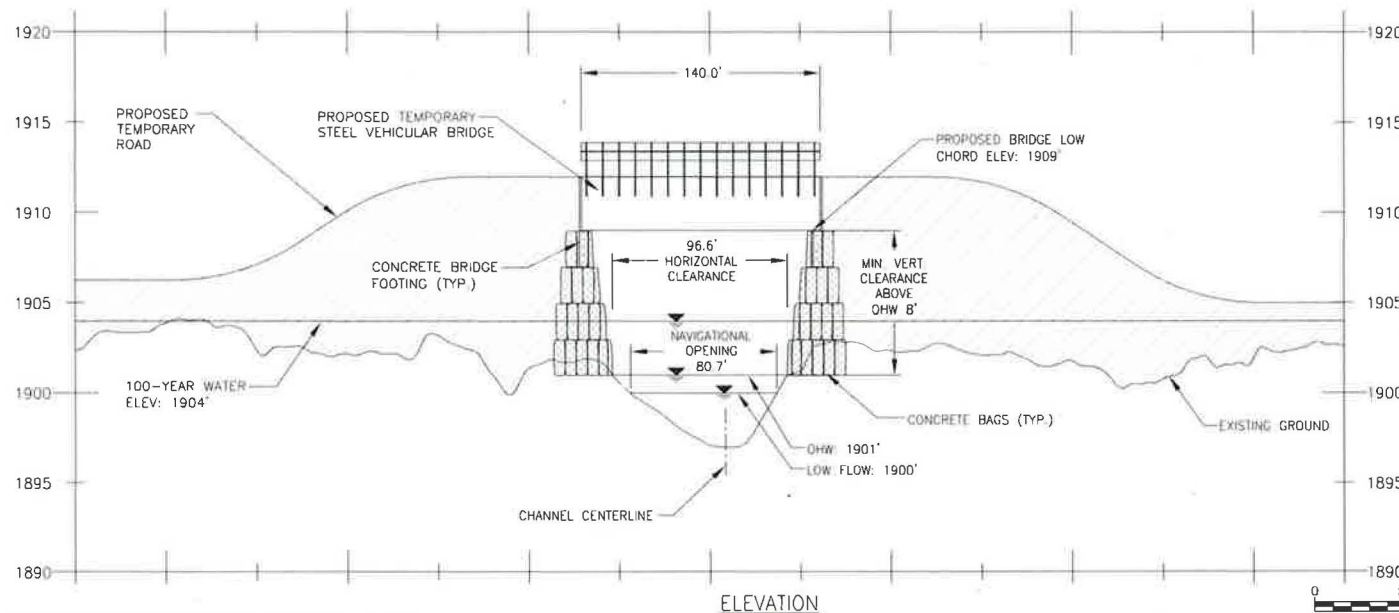 1920
1920
140.0'
PROPOSED
TEMPORARY
ROAD
PROPOSED TEMPORARY
STEEL VEHICULAR BRIDGE
PROPOSED BRIDGE LOW
CHORD ELEV: 1909'
1915
1915
1910
1910
96.6'
HORIZONTAL
CLEARANCE
CONCRETE BRIDGE
FOOTING (TYP.)
MIN. VERT
CLEARANCE
ABOVE
OHW 8'
1905
1905
NAVIGATIONAL
OPENING
80.7'
100-YEAR WATER
ELEV: 1904'
1900
1900
CONCRETE BAGS (TYP.)
EXISTING GROUND
OHW: 1901'
LOW FLOW: 1900'
1895
1895
CHANNEL CENTERLINE
1890
1890
ELEVATION
0